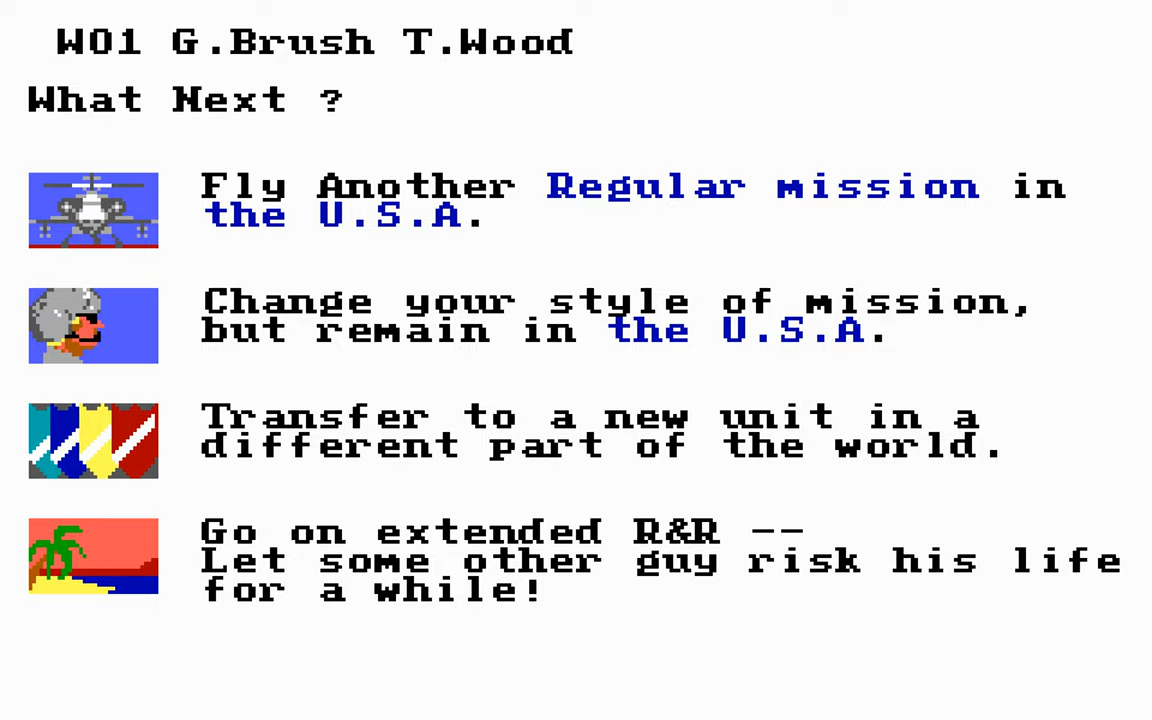 WO1 G.Brush T.Wood
What Next ?
Fly Another Regular mission in
the U.S.A.
Change your style of mission,
but remain in the U.S.A.
Transfer to a new unit in a
different part of the world.
Go on extended R&R --
Let some other guy risk his life
for a while!